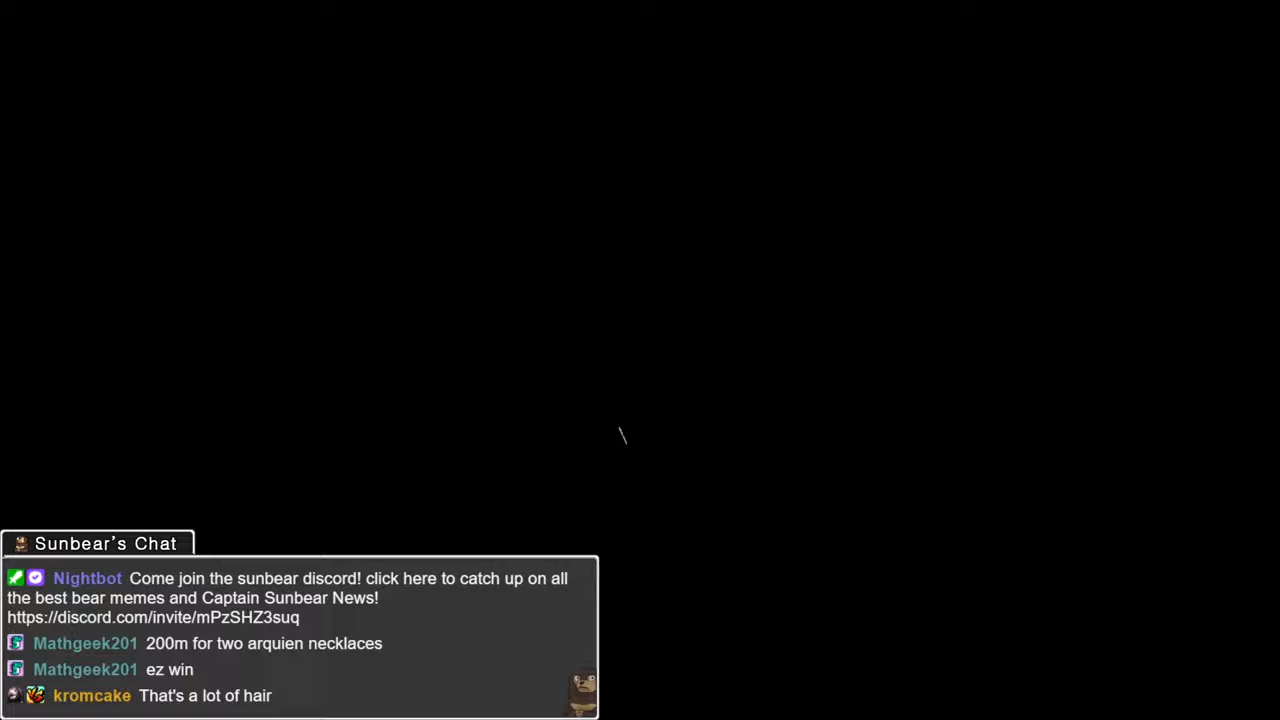 Sunbear's Chat
Nightbot Come join the sunbear discord! click here to catch up on all
the best bear memes and Captain Sunbear News!
https://discord.com/invite/mPzSHZ3suq
Mathgeek201 200m for two arquien necklaces
Mathgeek201 ez win
kromcake That's a lot of hair